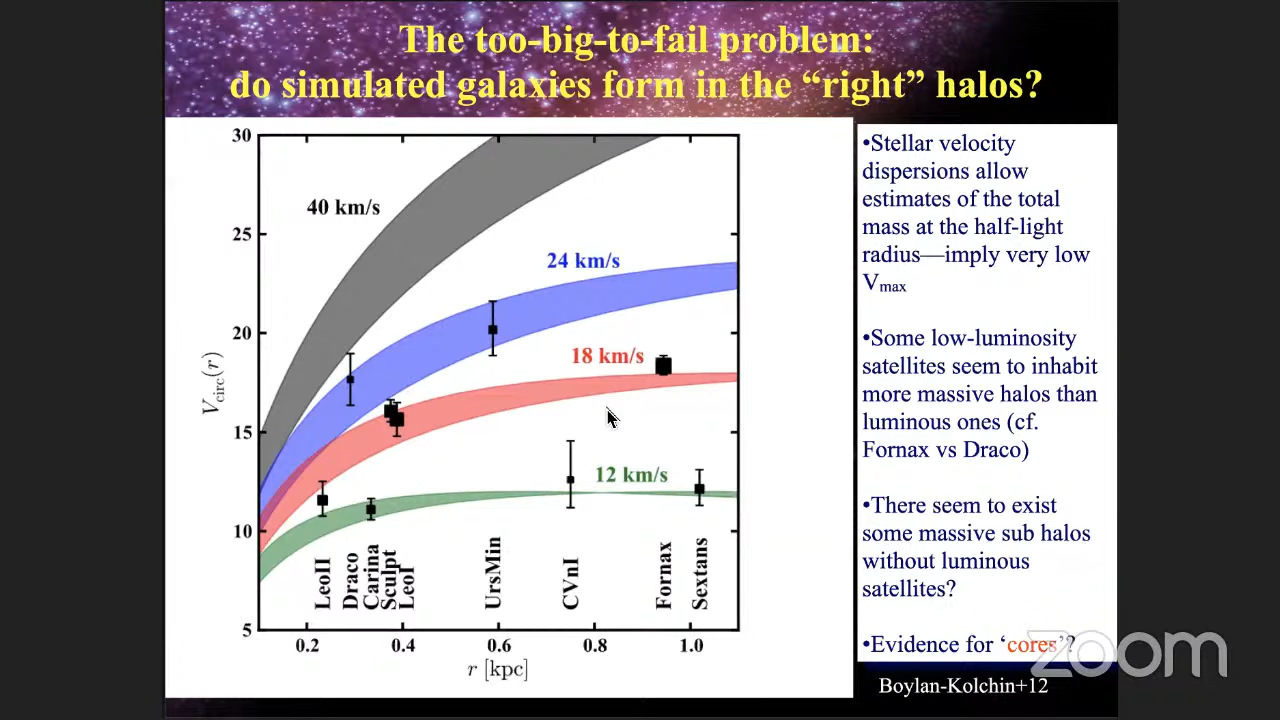 The too-big-to-fail problem:
do simulated galaxies form in the “right” halos?
30
25
20
15
10
5
V_circ(r)
40 km/s
24 km/s
18 km/s
12 km/s
LeoII
Draco
Carina
Sculpt
LeoI
UrsMin
CVnI
Fornax
Sextans
0.2
0.4
0.6
0.8
1.0
r [kpc]
•Stellar velocity
dispersions allow
estimates of the total
mass at the half-light
radius—imply very low
Vmax
•Some low-luminosity
satellites seem to inhabit
more massive halos than
luminous ones (cf.
Fornax vs Draco)
•There seem to exist
some massive sub halos
without luminous
satellites?
•Evidence for ‘cores’?
zoom
Boylan-Kolchin+12